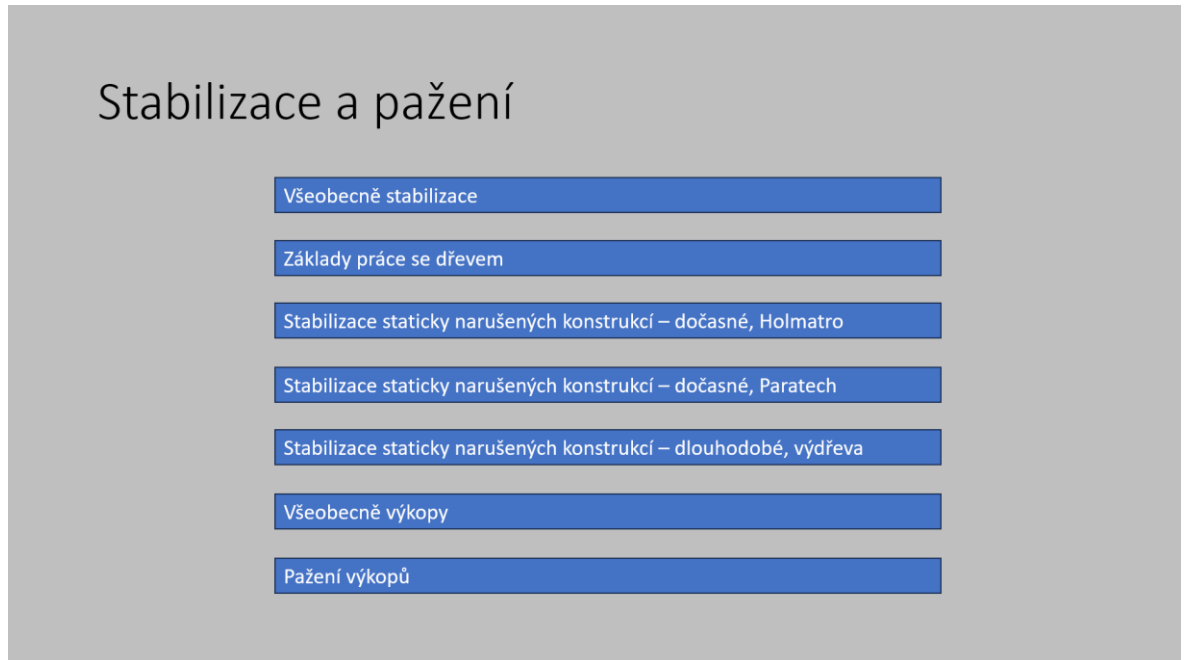 Stabilizace a pažení
Všeobecně stabilizace
Základy práce se dřevem
Stabilizace staticky narušených konstrukcí – dočasné, Holmatro
Stabilizace staticky narušených konstrukcí – dočasné, Paratech
Stabilizace staticky narušených konstrukcí – dlouhodobé, výdřeva
Všeobecně výkopy
Pažení výkopů